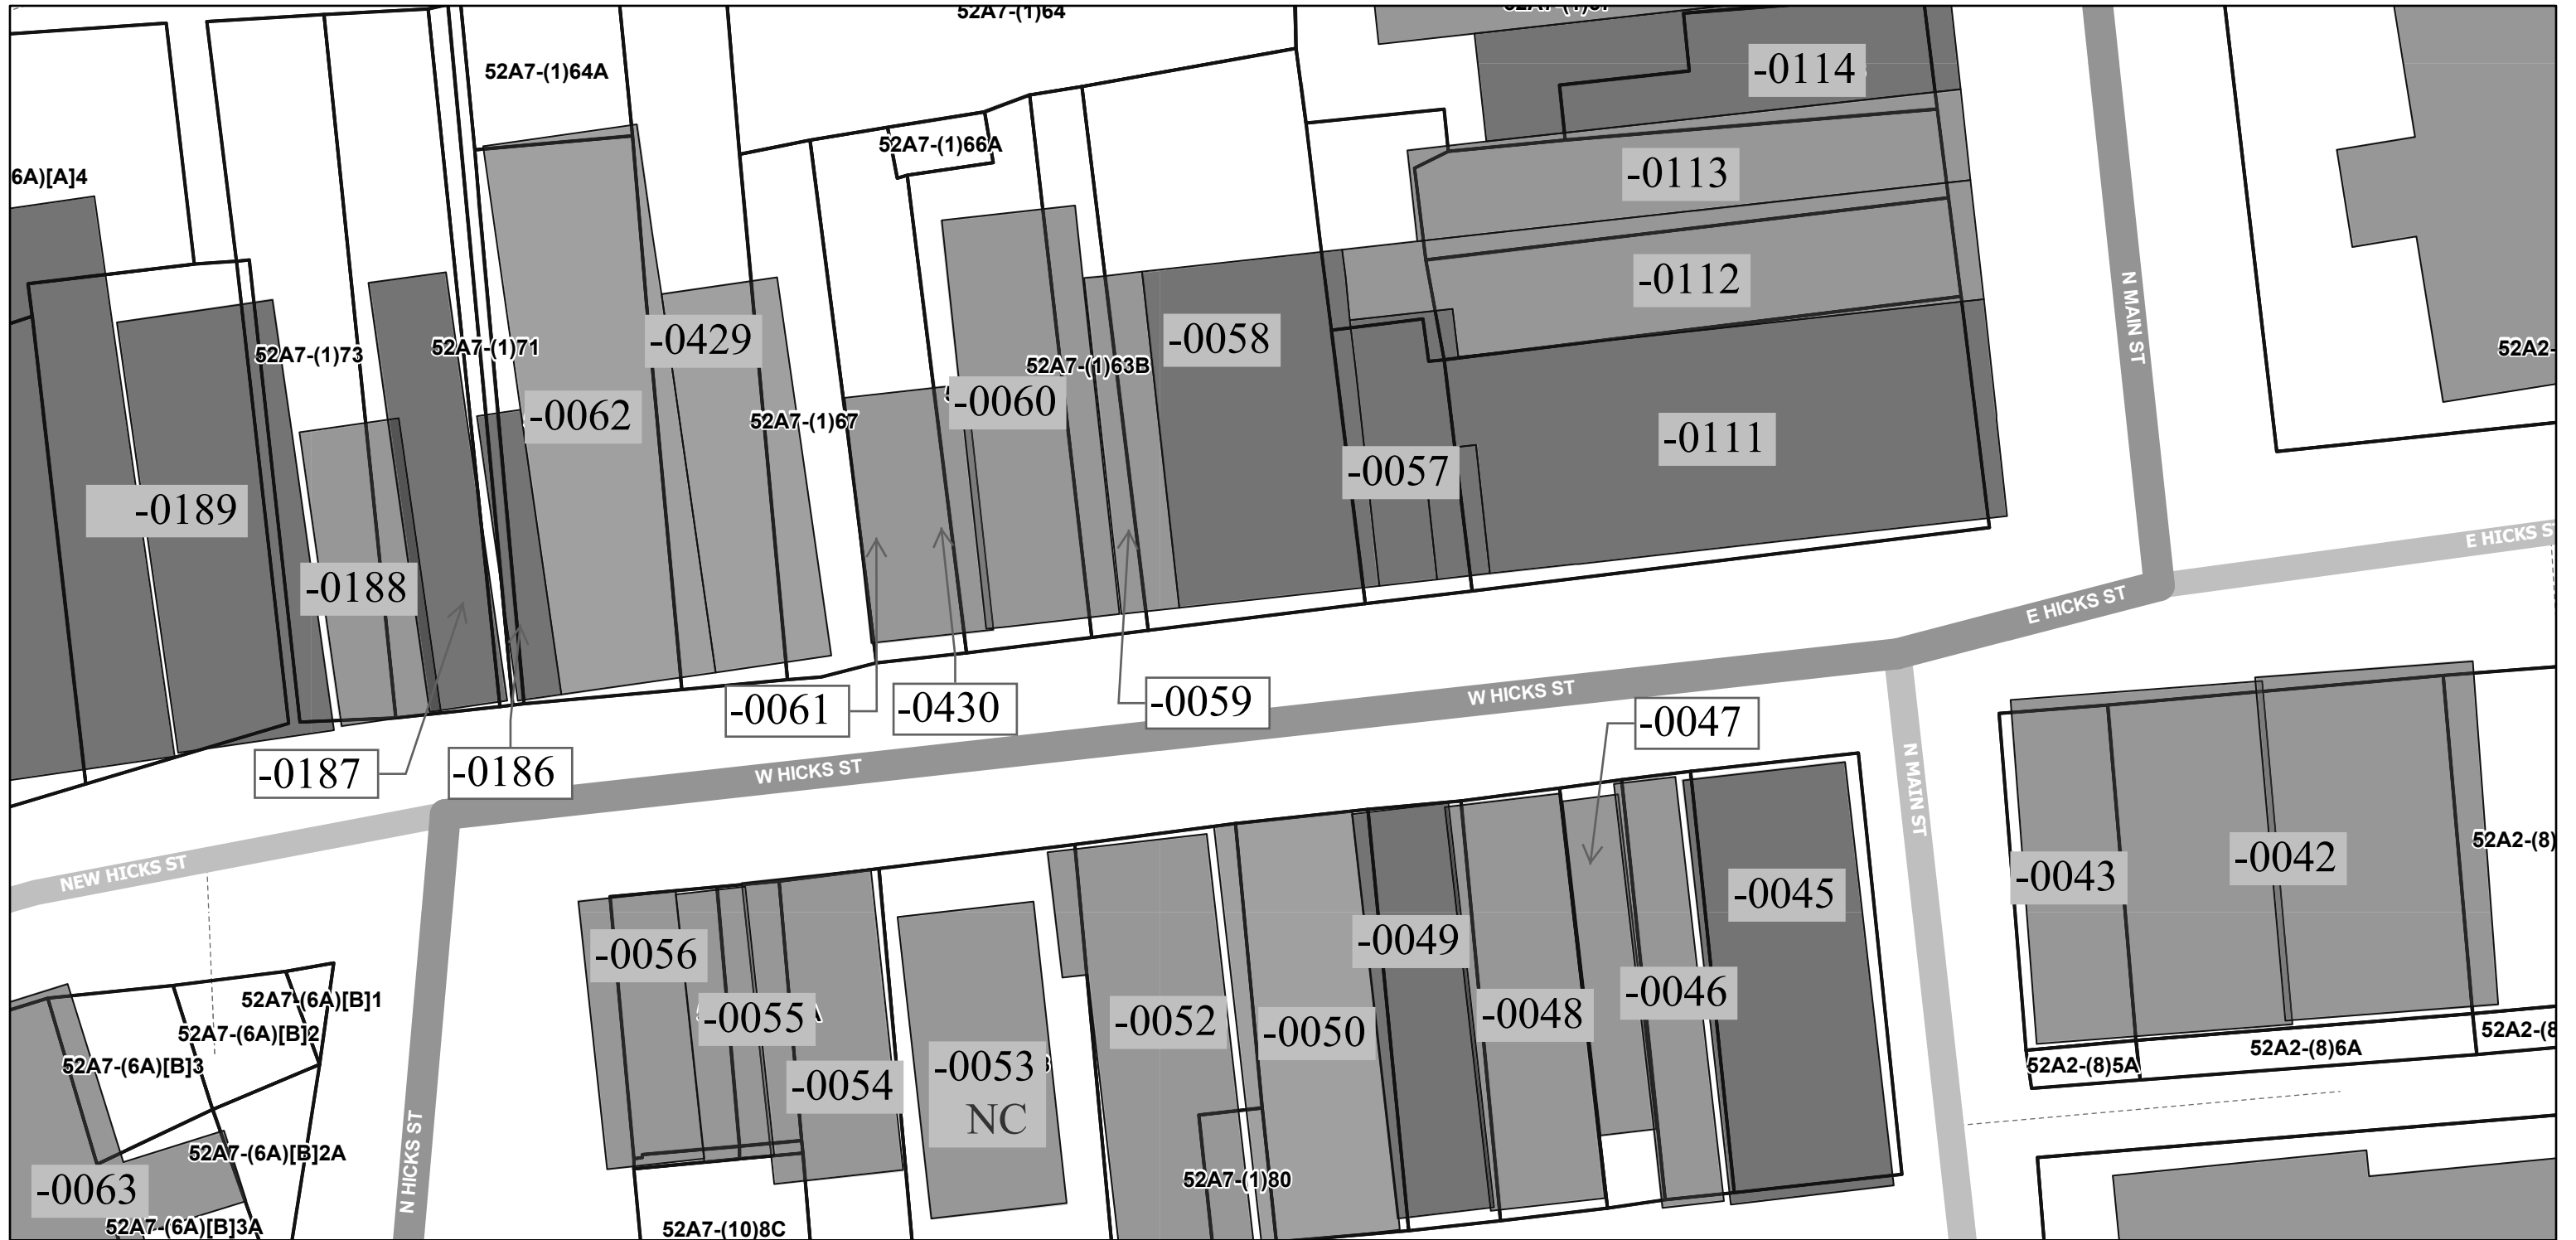 52A7-(1)64
52A7-(1)64A
-0114
52A7-(1)66A
6A)[A]4
-0113
-0112
N MAIN ST
-0429
-0058
52A7-(1)73
52A7-(1)71
52A2-
52A7-(1)63B
-0062
-0060
52A7-(1)67
-0111
-0057
-0189
E HICKS S
-0188
E HICKS ST
W HICKS ST
-0061
-0430
-0059
-0047
-0187
-0186
W HICKS ST
N MAIN ST
52A2-(8)
-0042
NEW HICKS ST
-0043
-0045
-0049
-0056
-0046
52A7-(6A)[B]1
-0055
-0052
-0050
-0048
52A7-(6A)[B]2
52A2-(8
52A2-(8)6A
52A7-(6A)[B]3
-0053
NC
52A2-(8)5A
-0054
N HICKS ST
52A7-(6A)[B]2A
52A7-(1)80
-0063
52A7-(6A)[B]3A
52A7-(10)8C